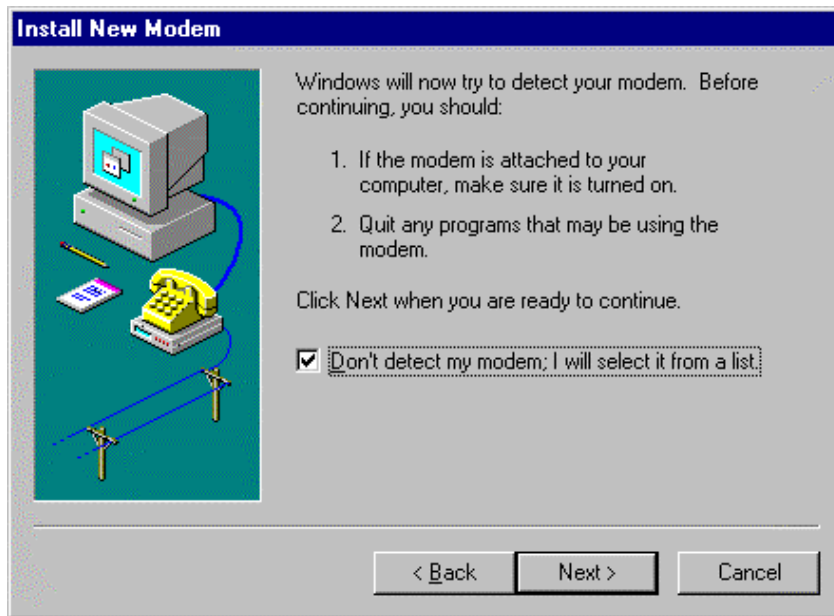 Install New Modem
Windows will now try to detect your modem. Before
continuing, you should:
1. If the modem is attached to your
computer, make sure it is turned on.
2. Quit any programs that may be using the
modem.
Click Next when you are ready to continue.
Don't detect my modem; I will select it from a list.
< Back
Next >
Cancel